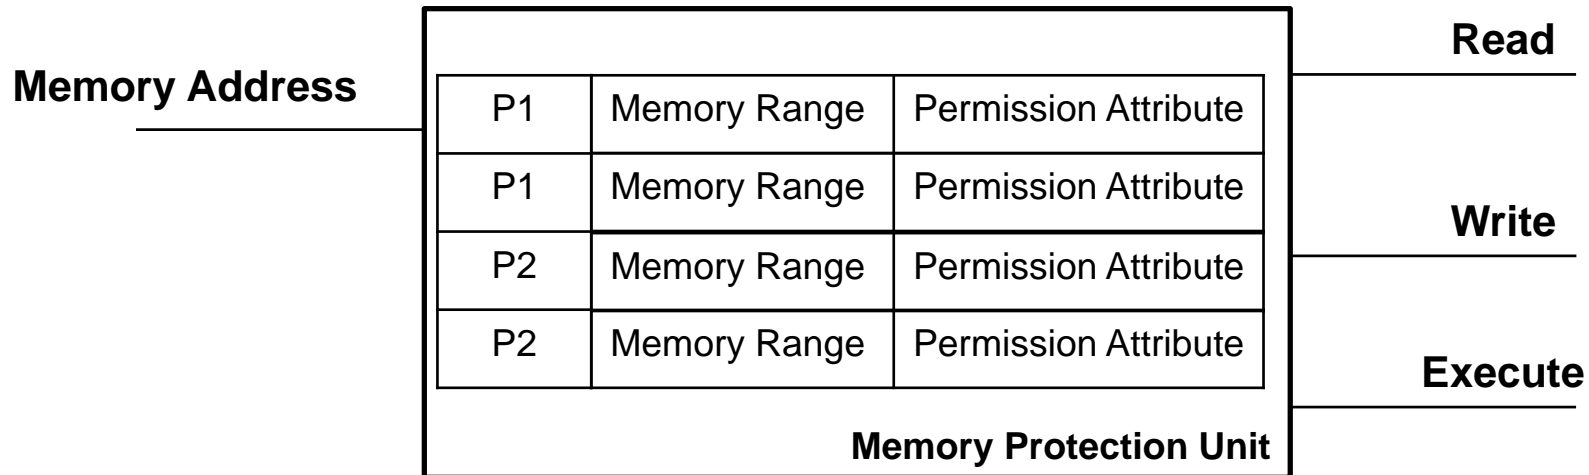 Memory Address
P1 Memory Range Permission Attribute
P1 Memory Range Permission Attribute
P2 Memory Range Permission Attribute
P2 Memory Range Permission Attribute
Memory Protection Unit
Read
Write
Execute